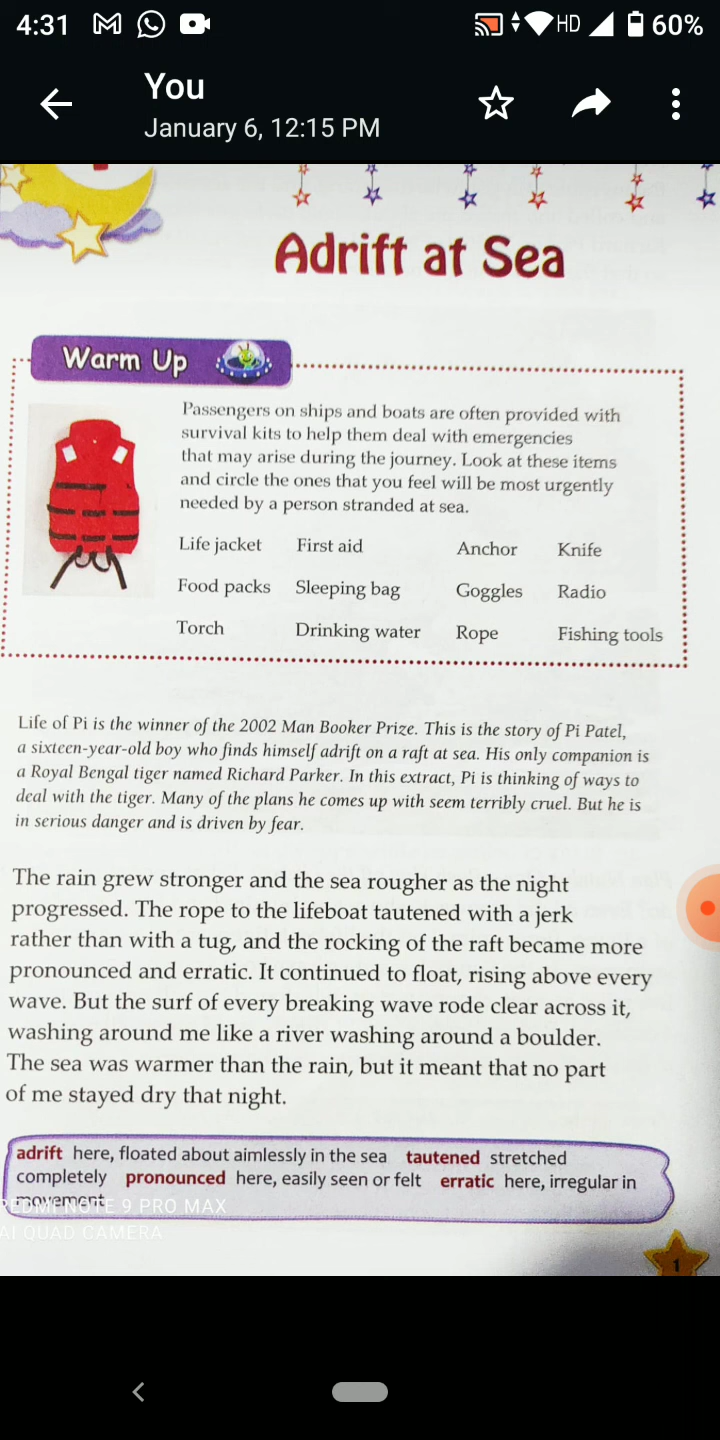 4:31
HD 60%
You
January 6, 12:15 PM
Adrift at Sea
Warm Up
Passengers on ships and boats are often provided with
survival kits to help them deal with emergencies
that may arise during the journey. Look at these items
and circle the ones that you feel will be most urgently
needed by a person stranded at sea.
Life jacket First aid Anchor Knife
Food packs Sleeping bag Goggles Radio
Torch Drinking water Rope Fishing tools
Life of Pi is the winner of the 2002 Man Booker Prize. This is the story of Pi Patel,
a sixteen-year-old boy who finds himself adrift on a raft at sea. His only companion is
a Royal Bengal tiger named Richard Parker. In this extract, Pi is thinking of ways to
deal with the tiger. Many of the plans he comes up with seem terribly cruel. But he is
in serious danger and is driven by fear.
The rain grew stronger and the sea rougher as the night
progressed. The rope to the lifeboat tautened with a jerk
rather than with a tug, and the rocking of the raft became more
pronounced and erratic. It continued to float, rising above every
wave. But the surf of every breaking wave rode clear across it,
washing around me like a river washing around a boulder.
The sea was warmer than the rain, but it meant that no part
of me stayed dry that night.
adrift here, floated about aimlessly in the sea tautened stretched
completely pronounced here, easily seen or felt erratic here, irregular in
movement
REDMI NOTE 9 PRO MAX
AI QUAD CAMERA
1